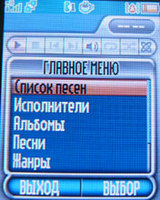 ГЛАВНОЕ МЕНЮ
Список песен
Исполнители
Альбомы
Песни
Жанры
ВЫХОД ВЫБОР